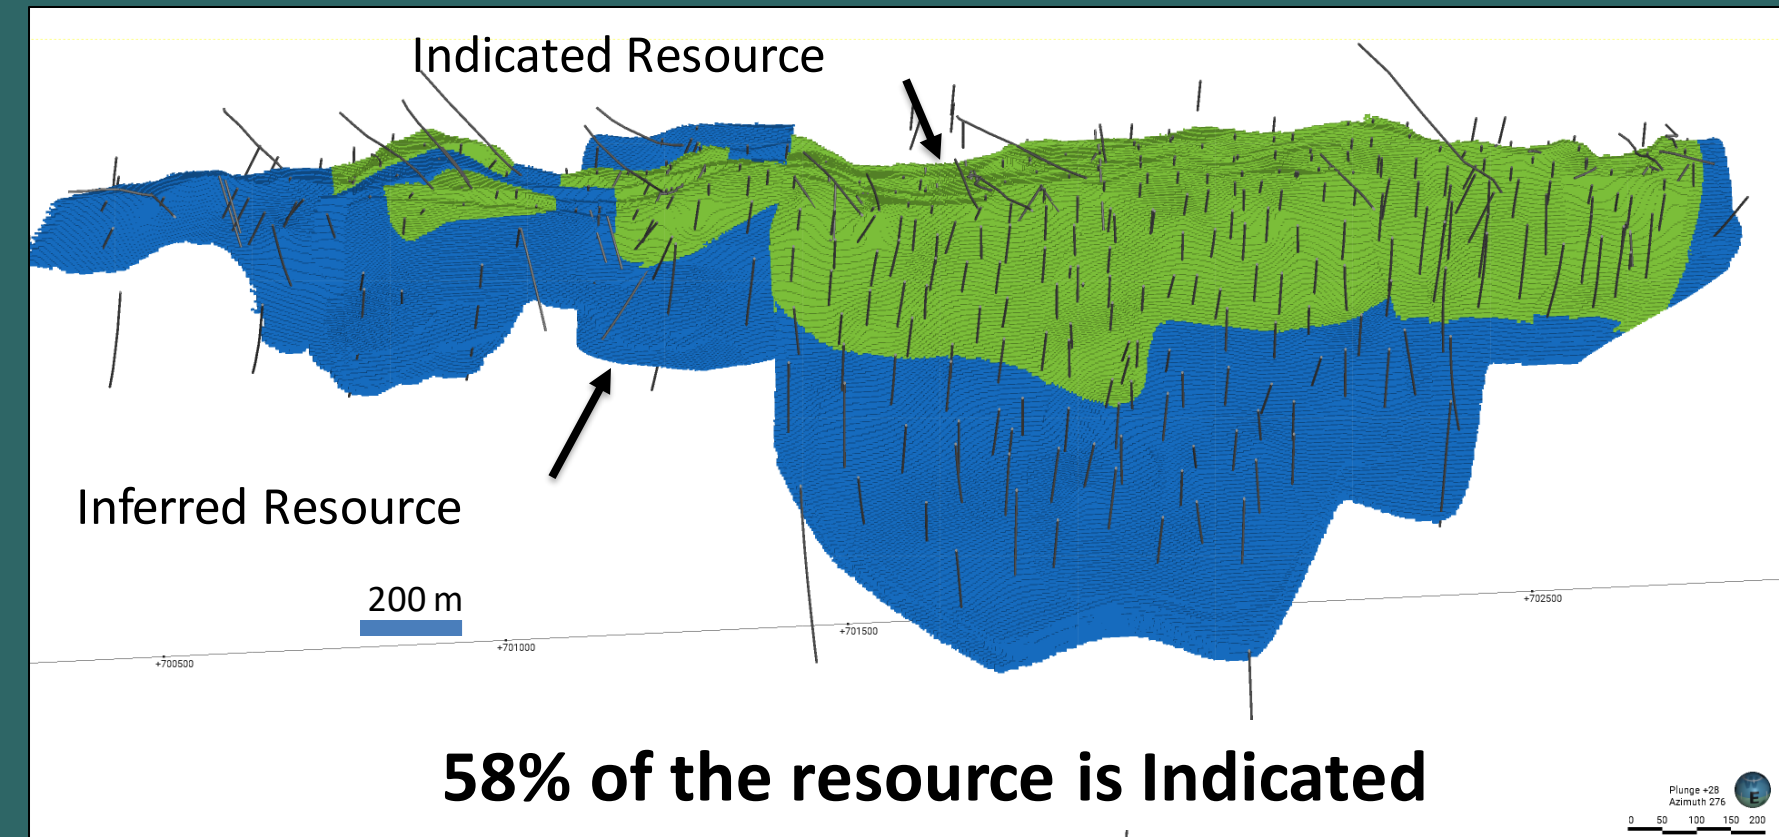 Indicated Resource
Inferred Resource
200 m
+700500
+701000
+701500
+702500
58% of the resource is Indicated
Plunge +28
Azimuth 276
E
0 50 100 150 200